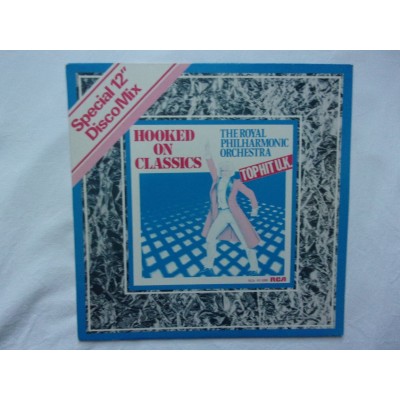 Special 12"
Disco Mix
HOOKED
ON
CLASSICS
THE ROYAL
PHILHARMONIC
ORCHESTRA
TOP HIT U.K.
RCA